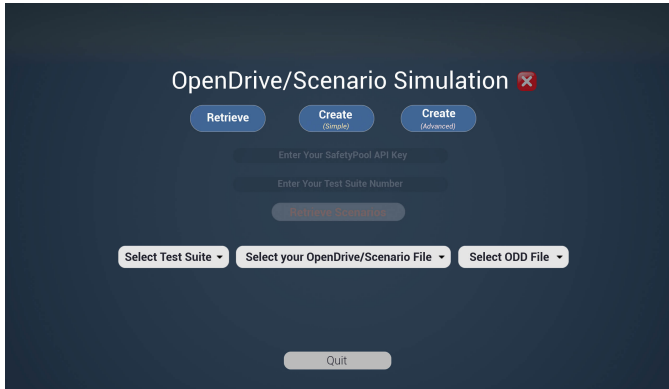 OpenDrive/Scenario Simulation
Retrieve
Create
(Simple)
Create
(Advanced)
Enter Your SafetyPool API Key
Enter Your Test Suite Number
Retrieve Scenarios
Select Test Suite
Select your OpenDrive/Scenario File
Select ODD File
Quit